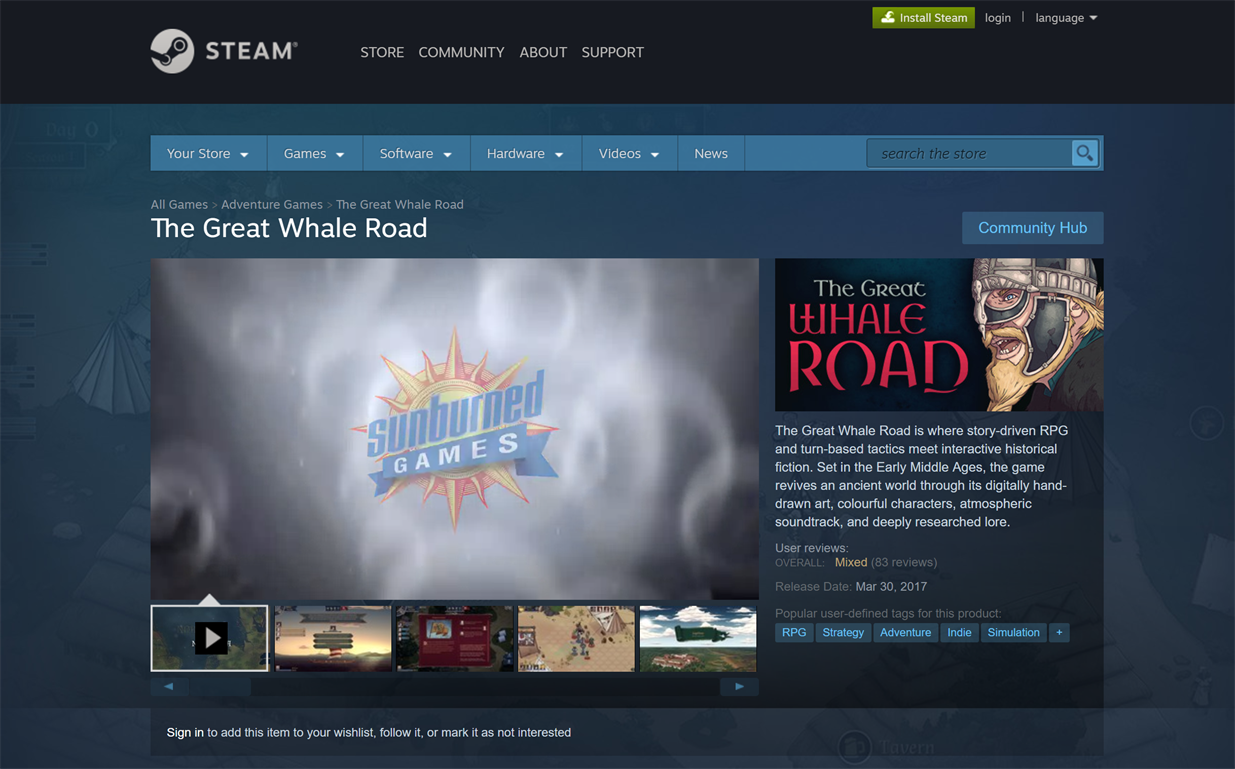 Install Steam
login
language
STEAM®
STORE
COMMUNITY
ABOUT
SUPPORT
Dag 0
Your Store
Games
Software
Hardware
Videos
News
search the store
All Games > Adventure Games > The Great Whale Road
The Great Whale Road
Community Hub
Sunburned
GAMES
The Great
WHALE
ROAD
The Great Whale Road is where story-driven RPG
and turn-based tactics meet interactive historical
fiction. Set in the Early Middle Ages, the game
revives an ancient world through its digitally hand-
drawn art, colourful characters, atmospheric
soundtrack, and deeply researched lore.
User reviews:
OVERALL: Mixed (83 reviews)
Release Date: Mar 30, 2017
Popular user-defined tags for this product:
RPG
Strategy
Adventure
Indie
Simulation
+
Sign in to add this item to your wishlist, follow it, or mark it as not interested
Tavern